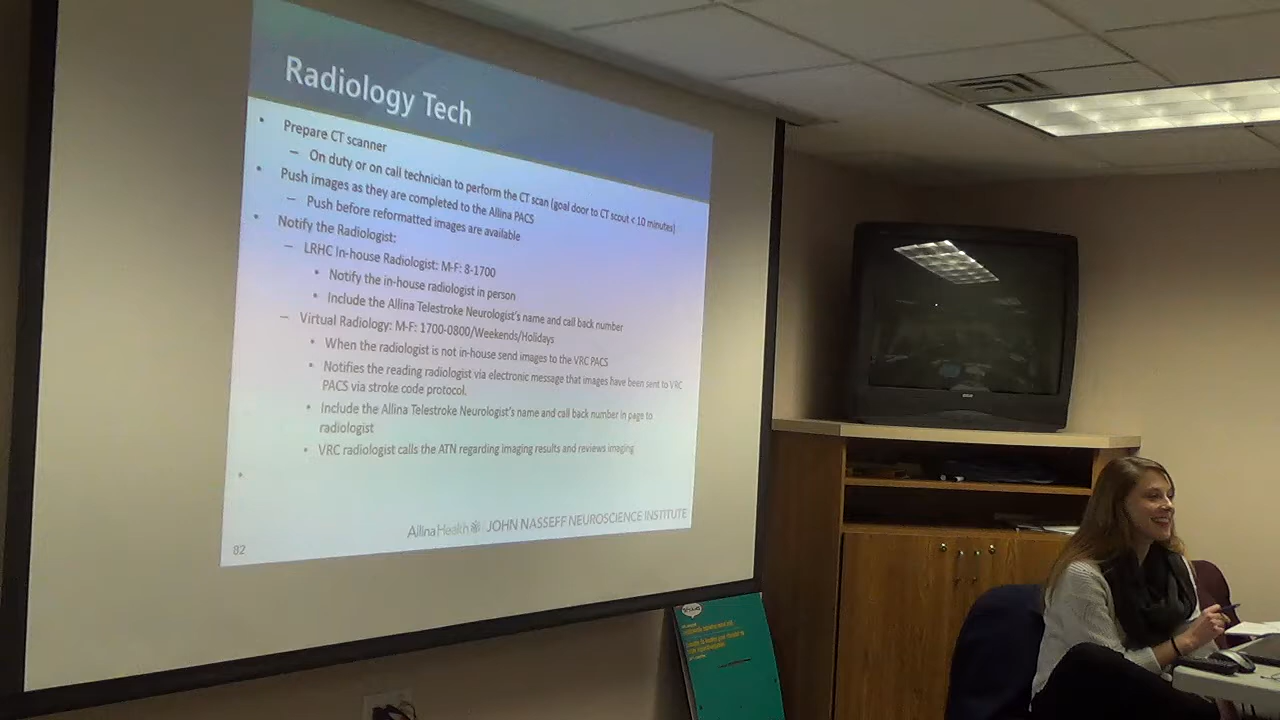 Radiology Tech
• Prepare CT scanner
– On duty or on call technician to perform the CT scan (goal door to CT scout < 10 minutes)
• Push images as they are completed to the Allina PACS
– Push before reformatted images are available
• Notify the Radiologist:
– LRHC In-house Radiologist: M-F: 8-1700
• Notify the in-house radiologist in person
• Include the Allina Telestroke Neurologist's name and call back number
– Virtual Radiology: M-F: 1700-0800/Weekends/Holidays
• When the radiologist is not in-house send images to the VRC PACS
• Notifies the reading radiologist via electronic message that images have been sent to VRC
PACS via stroke code protocol.
• Include the Allina Telestroke Neurologist's name and call back number in page to
radiologist
• VRC radiologist calls the ATN regarding imaging results and reviews imaging
•
AllinaHealth JOHN NASSEFF NEUROSCIENCE INSTITUTE
82